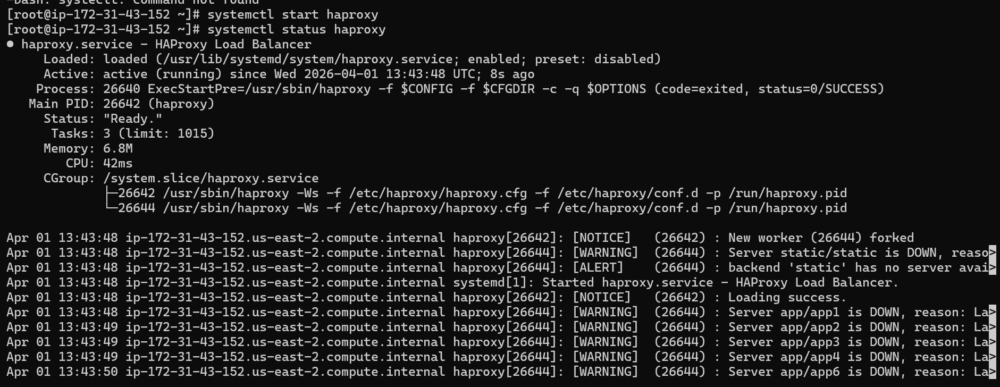 -bash: systectl: command not found
[root@ip-172-31-43-152 ~]# systemctl start haproxy
[root@ip-172-31-43-152 ~]# systemctl status haproxy
● haproxy.service - HAProxy Load Balancer
     Loaded: loaded (/usr/lib/systemd/system/haproxy.service; enabled; preset: disabled)
     Active: active (running) since Wed 2026-04-01 13:43:48 UTC; 8s ago
    Process: 26640 ExecStartPre=/usr/sbin/haproxy -f $CONFIG -f $CFGDIR -c -q $OPTIONS (code=exited, status=0/SUCCESS)
   Main PID: 26642 (haproxy)
     Status: "Ready."
      Tasks: 3 (limit: 1015)
     Memory: 6.8M
        CPU: 42ms
     CGroup: /system.slice/haproxy.service
             ├─26642 /usr/sbin/haproxy -Ws -f /etc/haproxy/haproxy.cfg -f /etc/haproxy/conf.d -p /run/haproxy.pid
             └─26644 /usr/sbin/haproxy -Ws -f /etc/haproxy/haproxy.cfg -f /etc/haproxy/conf.d -p /run/haproxy.pid

Apr 01 13:43:48 ip-172-31-43-152.us-east-2.compute.internal haproxy[26642]: [NOTICE]   (26642) : New worker (26644) forked
Apr 01 13:43:48 ip-172-31-43-152.us-east-2.compute.internal haproxy[26644]: [WARNING]  (26644) : Server static/static is DOWN, reaso>
Apr 01 13:43:48 ip-172-31-43-152.us-east-2.compute.internal haproxy[26644]: [ALERT]    (26644) : backend 'static' has no server avai>
Apr 01 13:43:48 ip-172-31-43-152.us-east-2.compute.internal systemd[1]: Started haproxy.service - HAProxy Load Balancer.
Apr 01 13:43:48 ip-172-31-43-152.us-east-2.compute.internal haproxy[26642]: [NOTICE]   (26642) : Loading success.
Apr 01 13:43:48 ip-172-31-43-152.us-east-2.compute.internal haproxy[26644]: [WARNING]  (26644) : Server app/app1 is DOWN, reason: La>
Apr 01 13:43:49 ip-172-31-43-152.us-east-2.compute.internal haproxy[26644]: [WARNING]  (26644) : Server app/app2 is DOWN, reason: La>
Apr 01 13:43:49 ip-172-31-43-152.us-east-2.compute.internal haproxy[26644]: [WARNING]  (26644) : Server app/app3 is DOWN, reason: La>
Apr 01 13:43:49 ip-172-31-43-152.us-east-2.compute.internal haproxy[26644]: [WARNING]  (26644) : Server app/app4 is DOWN, reason: La>
Apr 01 13:43:50 ip-172-31-43-152.us-east-2.compute.internal haproxy[26644]: [WARNING]  (26644) : Server app/app6 is DOWN, reason: La>